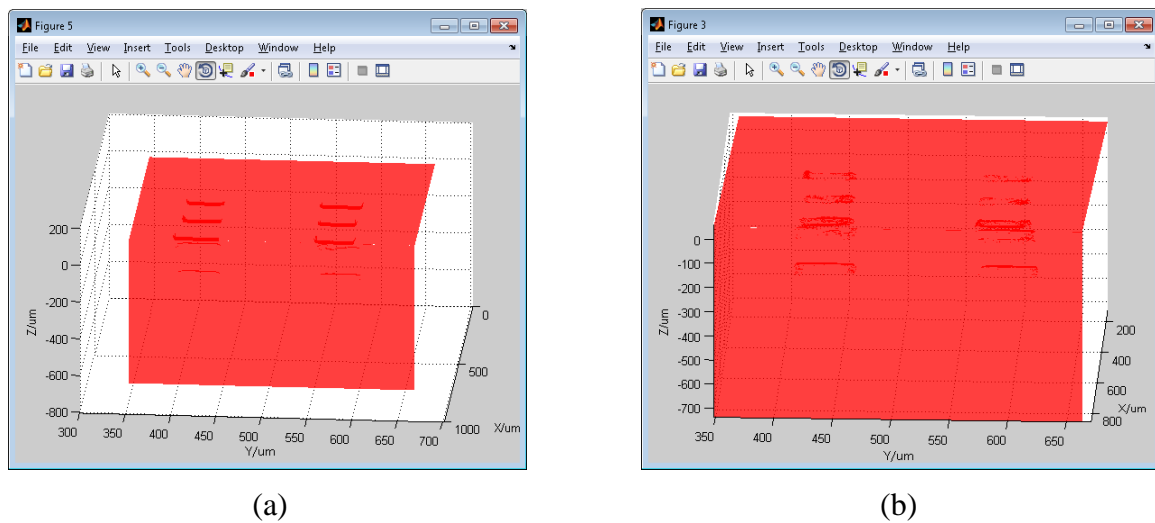 Figure 5
File Edit View Insert Tools Desktop Window Help
200
0
-200
-400
-600
-800
Z/um
300 350 400 450 500 550 600 650 700
Y/um
0
500
1000
X/um
(a)
Figure 3
File Edit View Insert Tools Desktop Window Help
0
-100
-200
-300
-400
-500
-600
-700
Z/um
350 400 450 500 550 600 650
Y/um
200
400
600
800
X/um
(b)